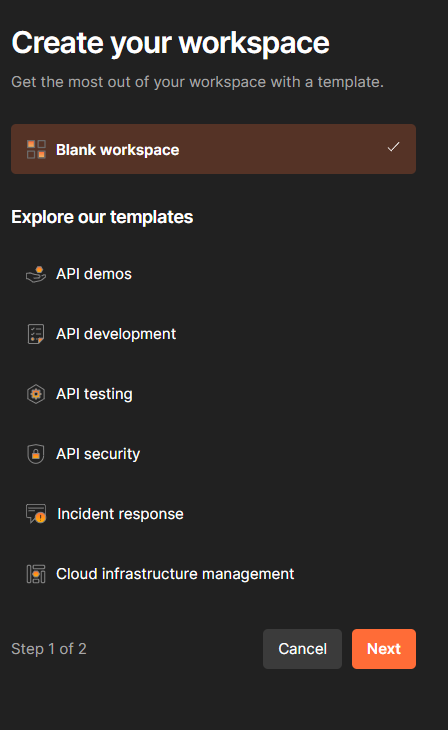 Create your workspace
Get the most out of your workspace with a template.
Blank workspace
Explore our templates
API demos
API development
API testing
API security
Incident response
Cloud infrastructure management
Step 1 of 2
Cancel
Next